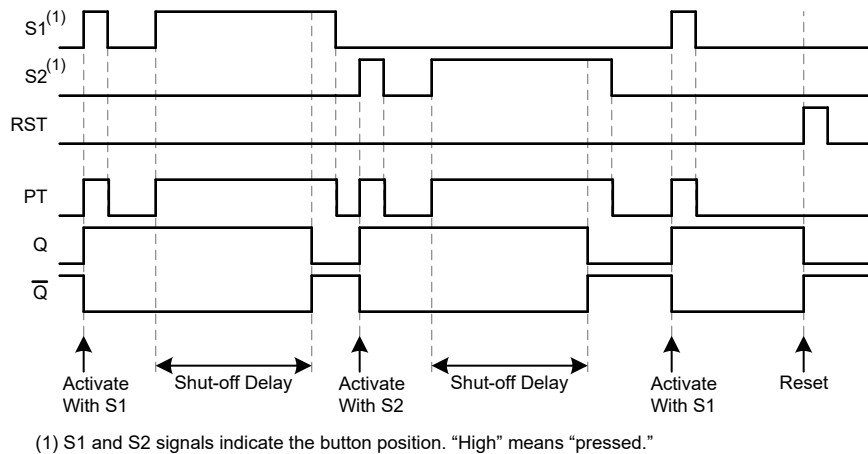 S1(1)
S2(1)
RST
PT
Q
Q̅
Activate
With S1
Shut-off Delay
Activate
With S2
Shut-off Delay
Activate
With S1
Reset
(1) S1 and S2 signals indicate the button position. “High” means “pressed.”